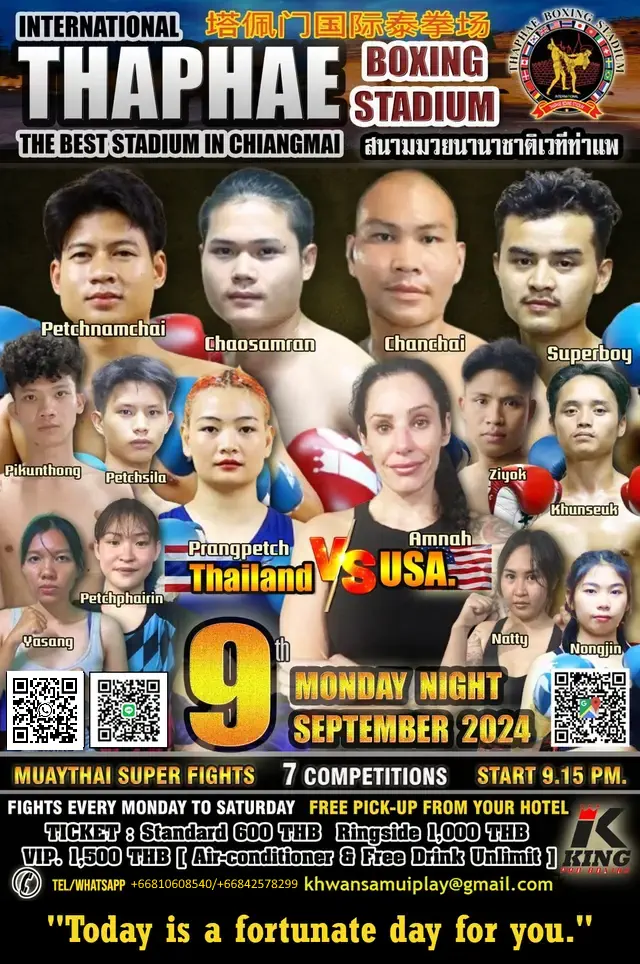 INTERNATIONAL
塔佩门国际泰拳场
THAPHAE
BOXING
STADIUM
THE BEST STADIUM IN CHIANGMAI
สนามมวยนานาชาติเวทีท่าแพ
THAPHAE BOXING STADIUM
Petchnamchai
Chaosamran
Chanchai
Superboy
Pikunthong
Petchsila
Ziyok
Khunseuk
Prangpetch
Amnah
Thailand VS USA.
Petchphairin
Yasang
Natty
Nongjin
9th
MONDAY NIGHT
SEPTEMBER 2024
MUAYTHAI SUPER FIGHTS 7 COMPETITIONS START 9.15 PM.
FIGHTS EVERY MONDAY TO SATURDAY FREE PICK-UP FROM YOUR HOTEL
TICKET : Standard 600 THB Ringside 1,000 THB
VIP. 1,500 THB [ Air-conditioner & Free Drink Unlimit ]
K
KING
TEL/WHATSAPP +66810608540/+66842578299 khwansamuiplay@gmail.com
"Today is a fortunate day for you."